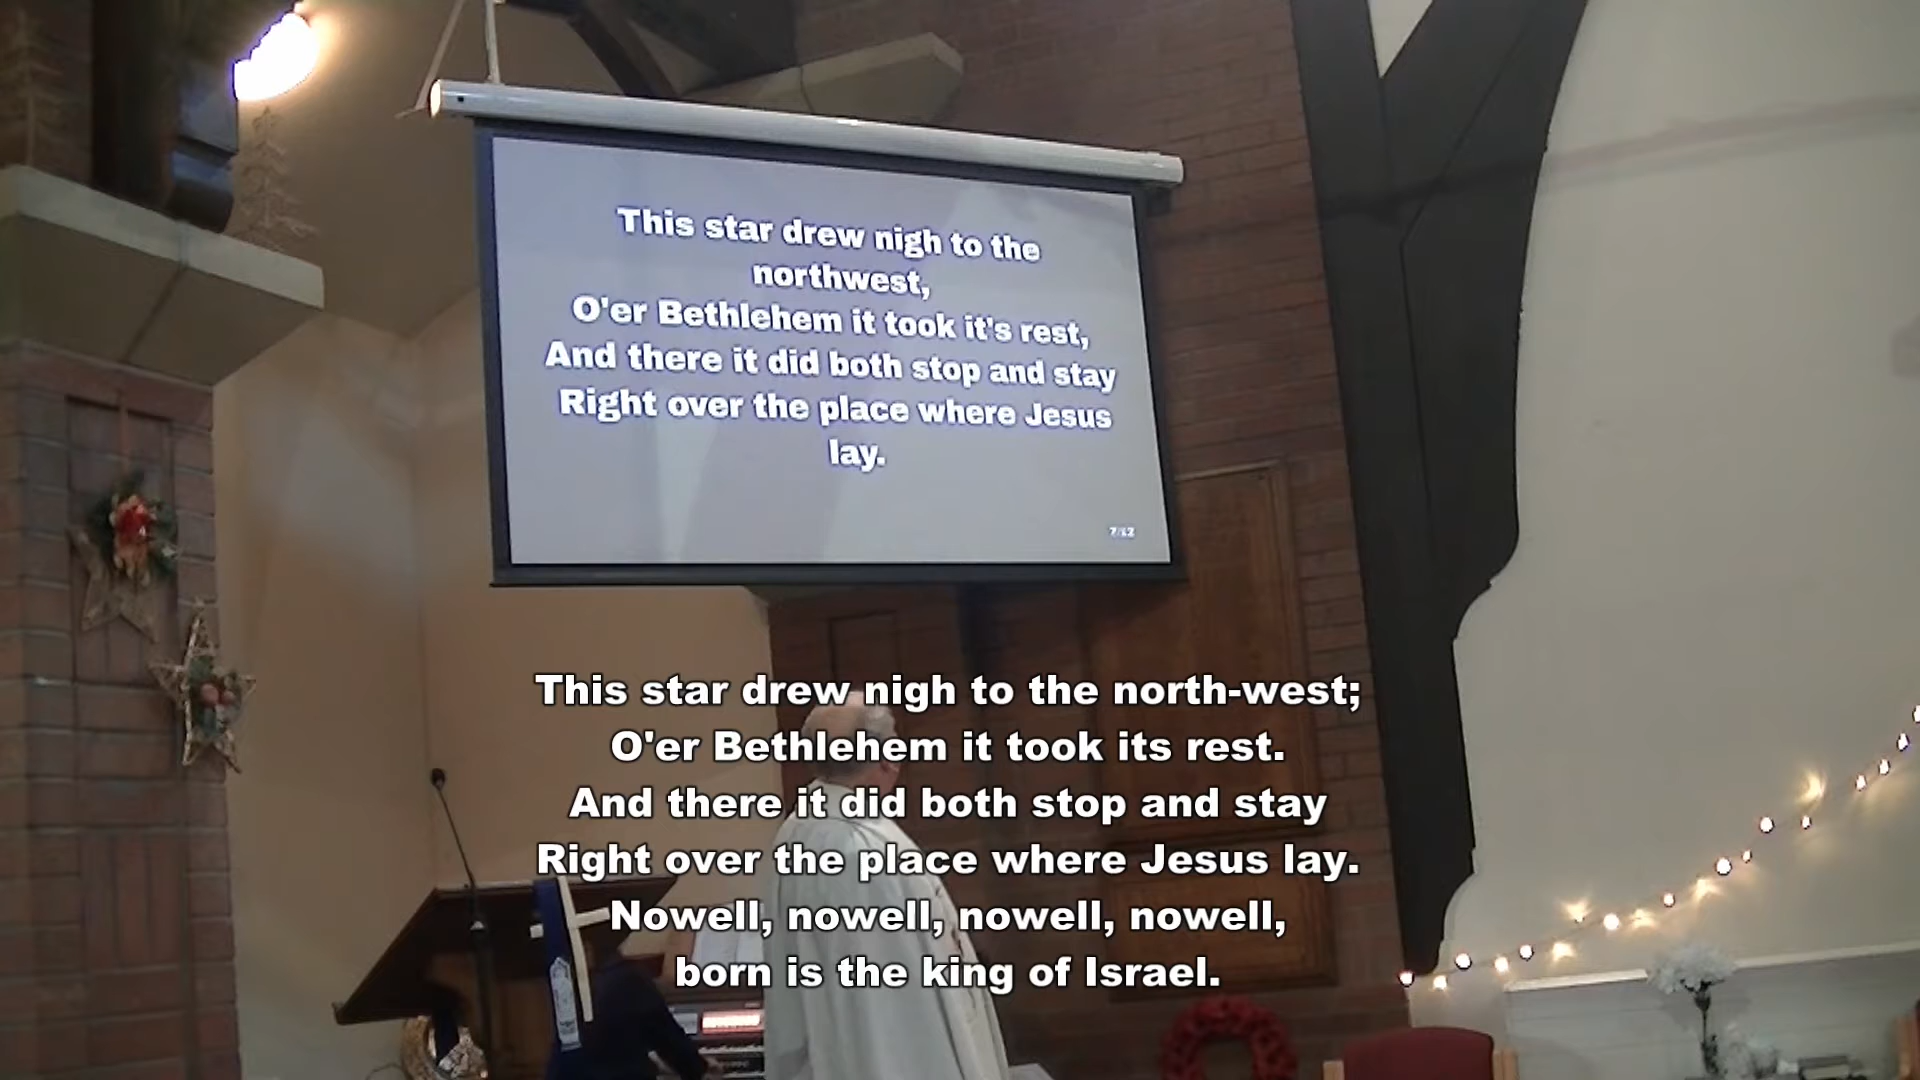 This star drew nigh to the
northwest,
O'er Bethlehem it took it's rest,
And there it did both stop and stay
Right over the place where Jesus
lay.
7/12
This star drew nigh to the north-west;
O'er Bethlehem it took its rest.
And there it did both stop and stay
Right over the place where Jesus lay.
Nowell, nowell, nowell, nowell,
born is the king of Israel.